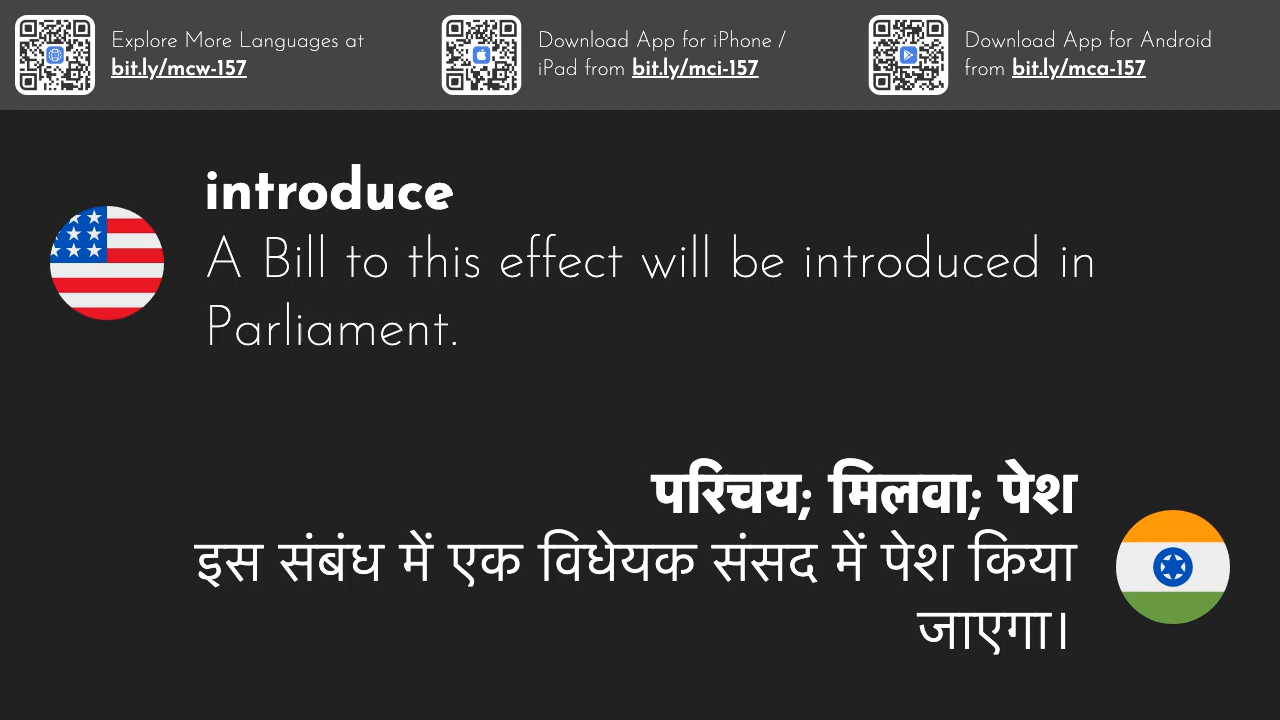 Explore More Languages at
bit.ly/mcw-157
Download App for iPhone /
iPad from bit.ly/mci-157
Download App for Android
from bit.ly/mca-157
introduce
A Bill to this effect will be introduced in
Parliament.
परिचय; मिलवा; पेश
इस संबंध में एक विधेयक संसद में पेश किया
जाएगा।